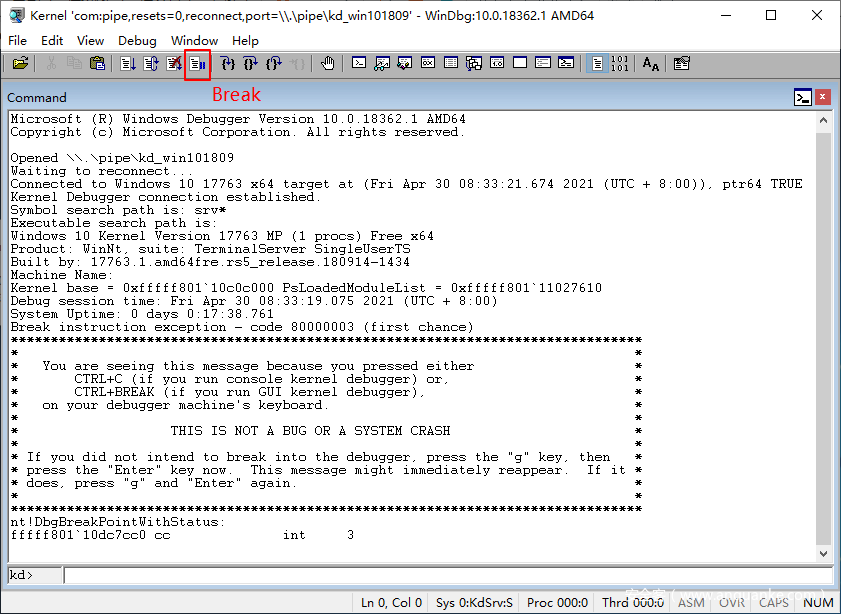 Kernel 'com:pipe,resets=0,reconnect,port=\\.\pipe\kd_win101809' - WinDbg:10.0.18362.1 AMD64
File Edit View Debug Window Help
101
101
AA
Break
Command
Microsoft (R) Windows Debugger Version 10.0.18362.1 AMD64
Copyright (c) Microsoft Corporation. All rights reserved.
Opened \\.\pipe\kd_win101809
Waiting to reconnect...
Connected to Windows 10 17763 x64 target at (Fri Apr 30 08:33:21.674 2021 (UTC + 8:00)), ptr64 TRUE
Kernel Debugger connection established.
Symbol search path is: srv*
Executable search path is:
Windows 10 Kernel Version 17763 MP (1 procs) Free x64
Product: WinNt, suite: TerminalServer SingleUserTS
Built by: 17763.1.amd64fre.rs5_release.180914-1434
Machine Name:
Kernel base = 0xfffff801`10c0c000 PsLoadedModuleList = 0xfffff801`11027610
Debug session time: Fri Apr 30 08:33:19.075 2021 (UTC + 8:00)
System Uptime: 0 days 0:17:38.761
Break instruction exception - code 80000003 (first chance)
*******************************************************************************
* *
* You are seeing this message because you pressed either *
* CTRL+C (if you run console kernel debugger) or, *
* CTRL+BREAK (if you run GUI kernel debugger), *
* on your debugger machine's keyboard. *
* *
* THIS IS NOT A BUG OR A SYSTEM CRASH *
* *
* If you did not intend to break into the debugger, press the "g" key, then *
* press the "Enter" key now. This message might immediately reappear. If it *
* does, press "g" and "Enter" again. *
* *
*******************************************************************************
nt!DbgBreakPointWithStatus:
fffff801`10dc7cc0 cc int 3
kd>
Ln 0, Col 0 Sys 0:KdSrv:S Proc 000:0 Thrd 000:0 ASM OVR CAPS NUM